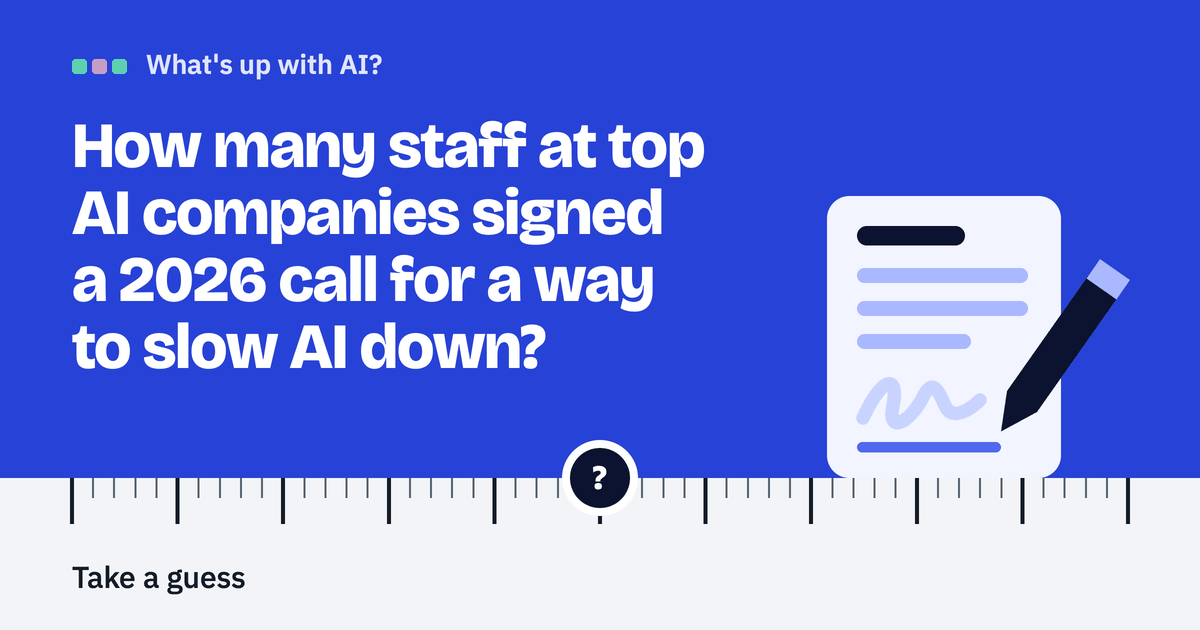 What's up with AI?
How many staff at top
AI companies signed
a 2026 call for a way
to slow AI down?
?
Take a guess